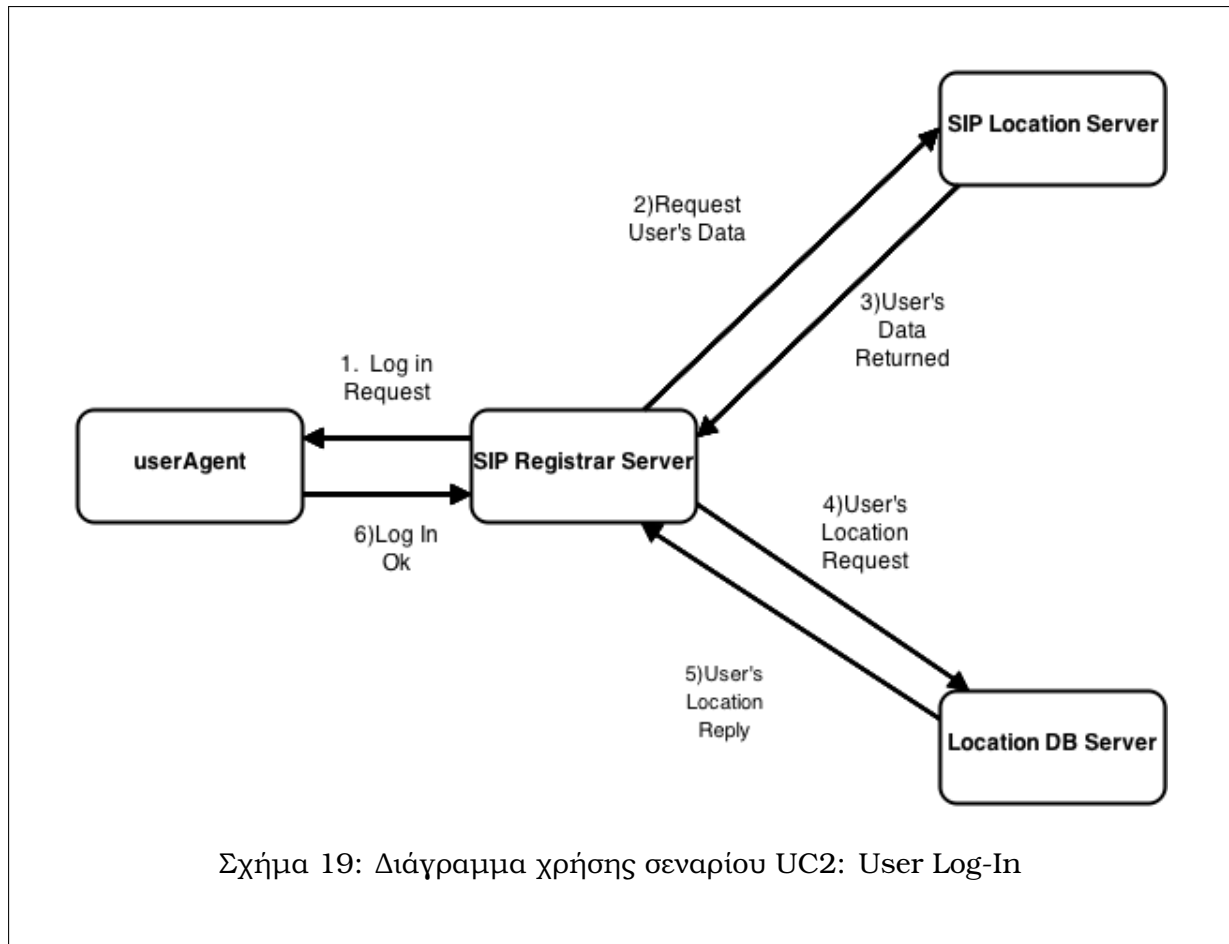 SIP Location Server
2)Request
User's Data
3)User's
Data
Returned
1. Log in
Request
userAgent
SIP Registrar Server
6)Log In
Ok
4)User's
Location
Request
5)User's
Location
Reply
Location DB Server
Σχήμα 19: Διάγραμμα χρήσης σεναρίου UC2: User Log-In